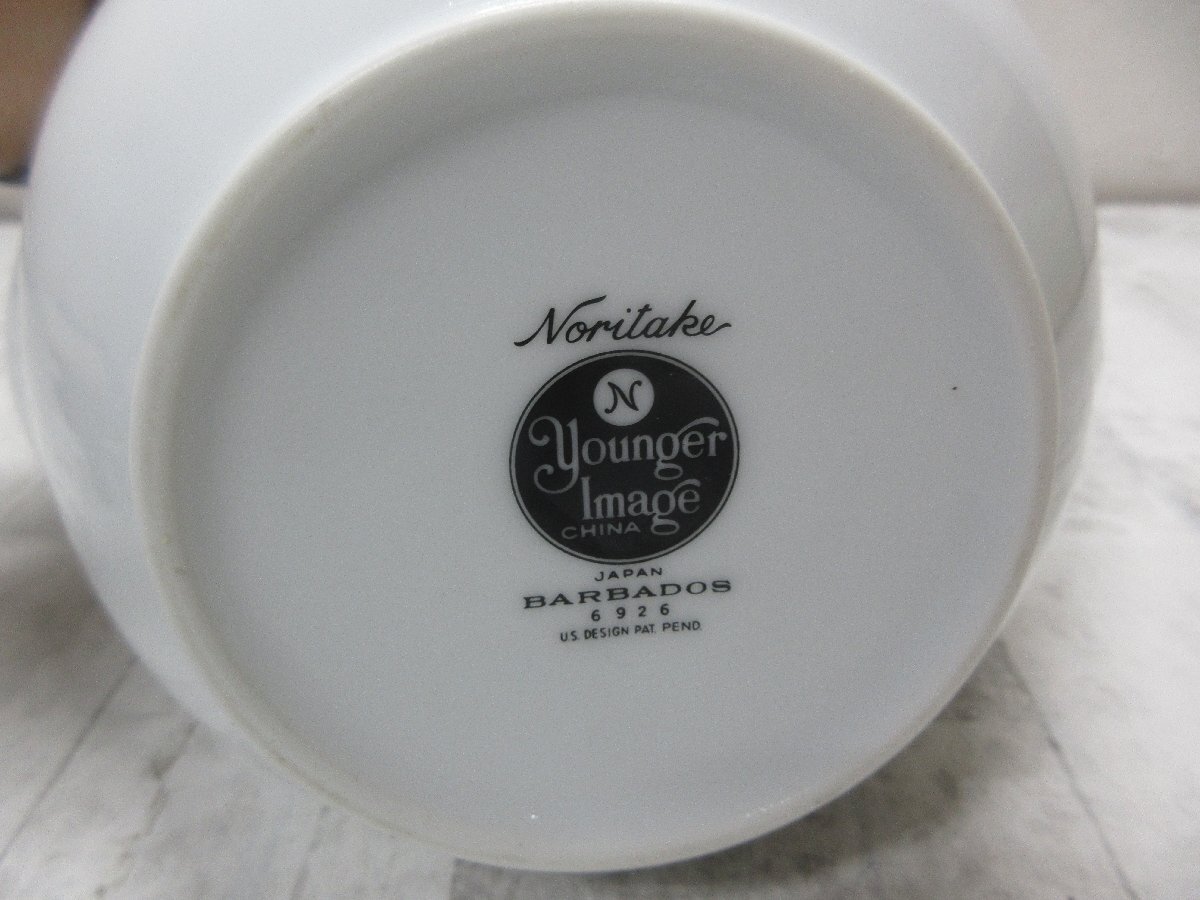 Noritake
N
Younger
Image
CHINA
JAPAN
BARBADOS
6926
U.S. DESIGN PAT. PEND.